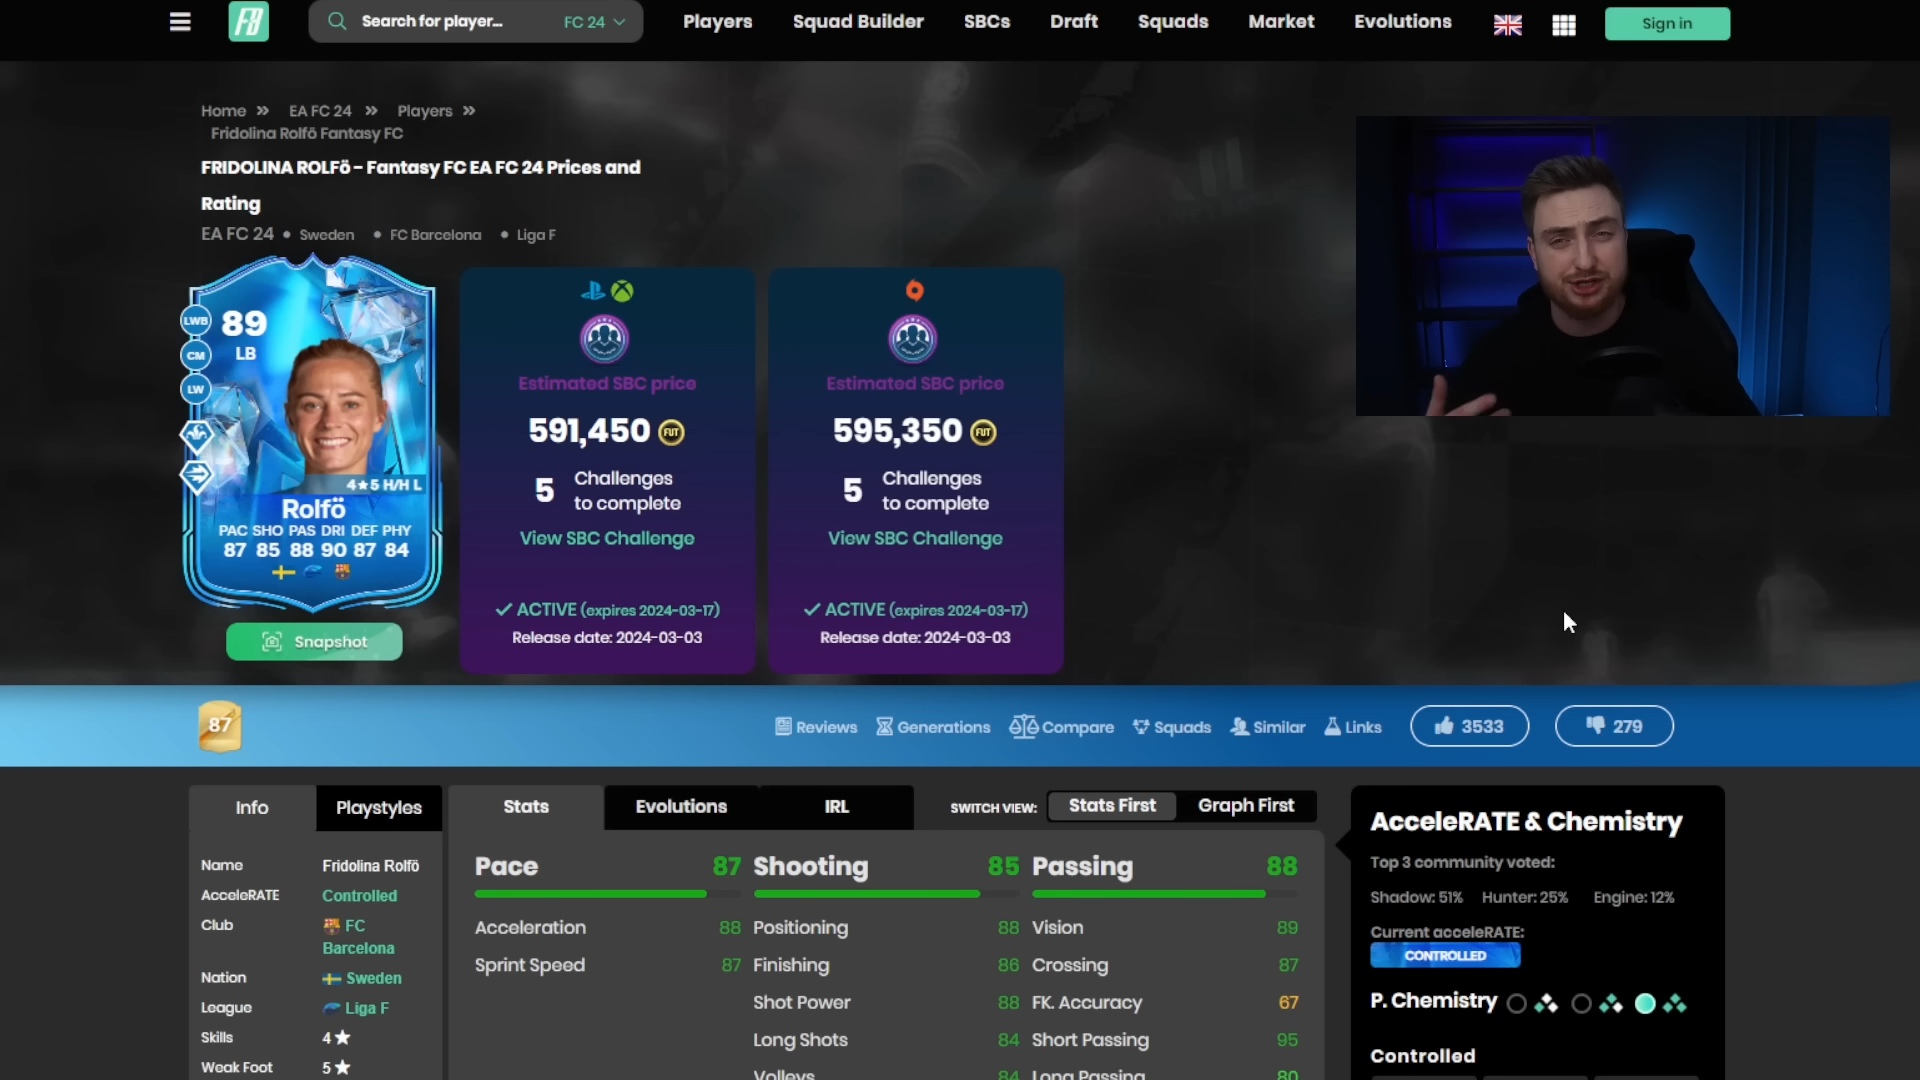 FB
Search for player...
FC 24
Players
Squad Builder
SBCs
Draft
Squads
Market
Evolutions
Sign in
Home » EA FC 24 » Players »
Fridolina Rolfö Fantasy FC
FRIDOLINA ROLFö - Fantasy FC EA FC 24 Prices and
Rating
EA FC 24 • Sweden • FC Barcelona • Liga F
89
LB
LWB
CM
LW
4★5 H/H L
Rolfö
PAC SHO PAS DRI DEF PHY
87 85 88 90 87 84
Snapshot
Estimated SBC price
591,450 FUT
5 Challenges
to complete
View SBC Challenge
ACTIVE (expires 2024-03-17)
Release date: 2024-03-03
Estimated SBC price
595,350 FUT
5 Challenges
to complete
View SBC Challenge
ACTIVE (expires 2024-03-17)
Release date: 2024-03-03
87
Reviews
Generations
Compare
Squads
Similar
Links
3533
279
Info
Playstyles
Name Fridolina Rolfö
AcceleRATE Controlled
Club FC
Barcelona
Nation Sweden
League Liga F
Skills 4★
Weak Foot 5★
Stats
Evolutions
IRL
SWITCH VIEW:
Stats First
Graph First
Pace 87
Acceleration 88
Sprint Speed 87
Shooting 85
Positioning 88
Finishing 86
Shot Power 88
Long Shots 84
Volleys 84
Passing 88
Vision 89
Crossing 87
FK. Accuracy 67
Short Passing 95
Long Passing 80
AcceleRATE & Chemistry
Top 3 community voted:
Shadow: 51% Hunter: 25% Engine: 12%
Current acceleRATE:
CONTROLLED
P. Chemistry
Controlled